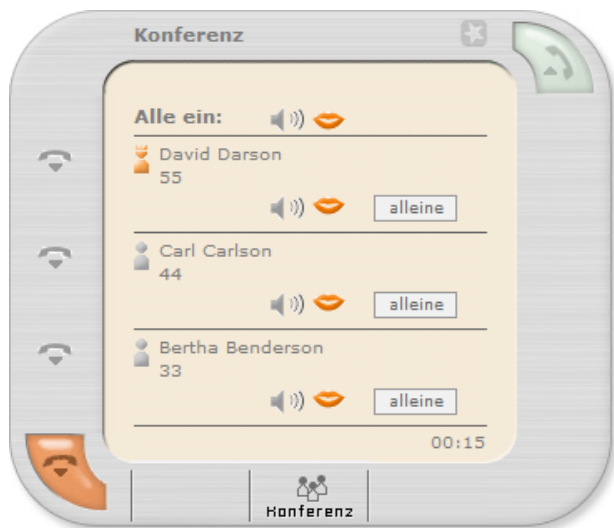 Konferenz
Alle ein:
David Darson
55
alleine
Carl Carlson
44
alleine
Bertha Benderson
33
alleine
00:15
Konferenz